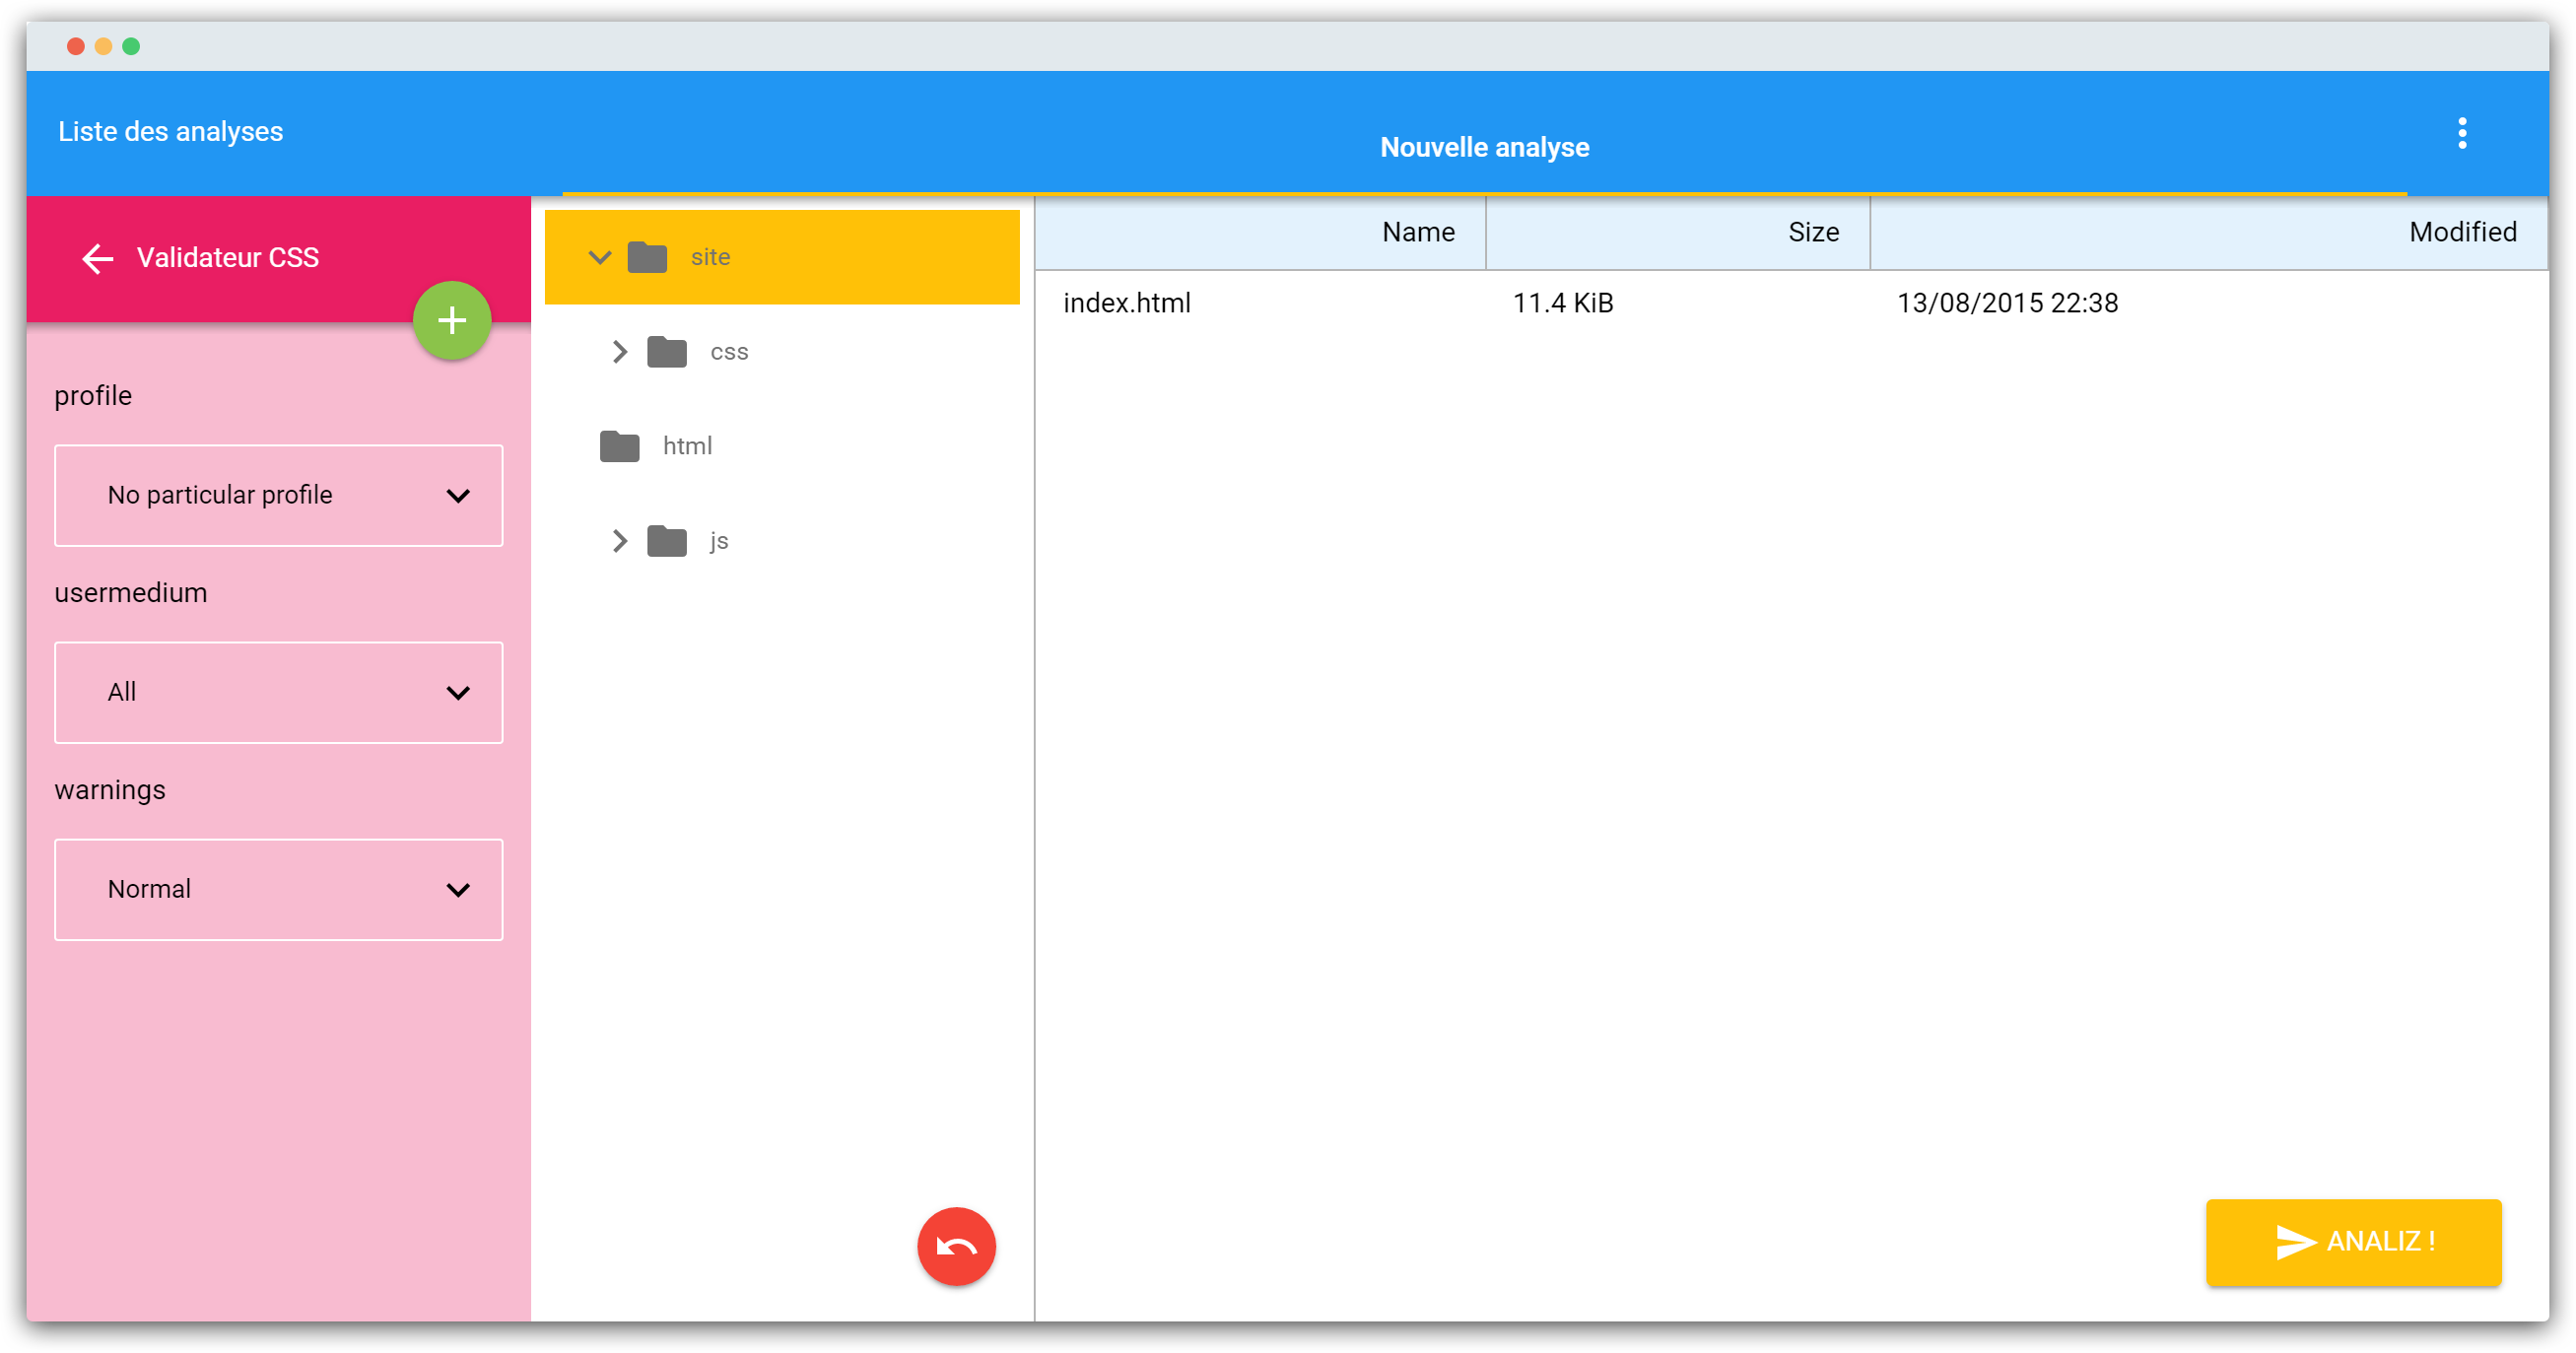 Liste des analyses
Nouvelle analyse
Validateur CSS
profile
No particular profile
usermedium
All
warnings
Normal
site
css
html
js
Name Size Modified
index.html 11.4 KiB 13/08/2015 22:38
ANALIZ !